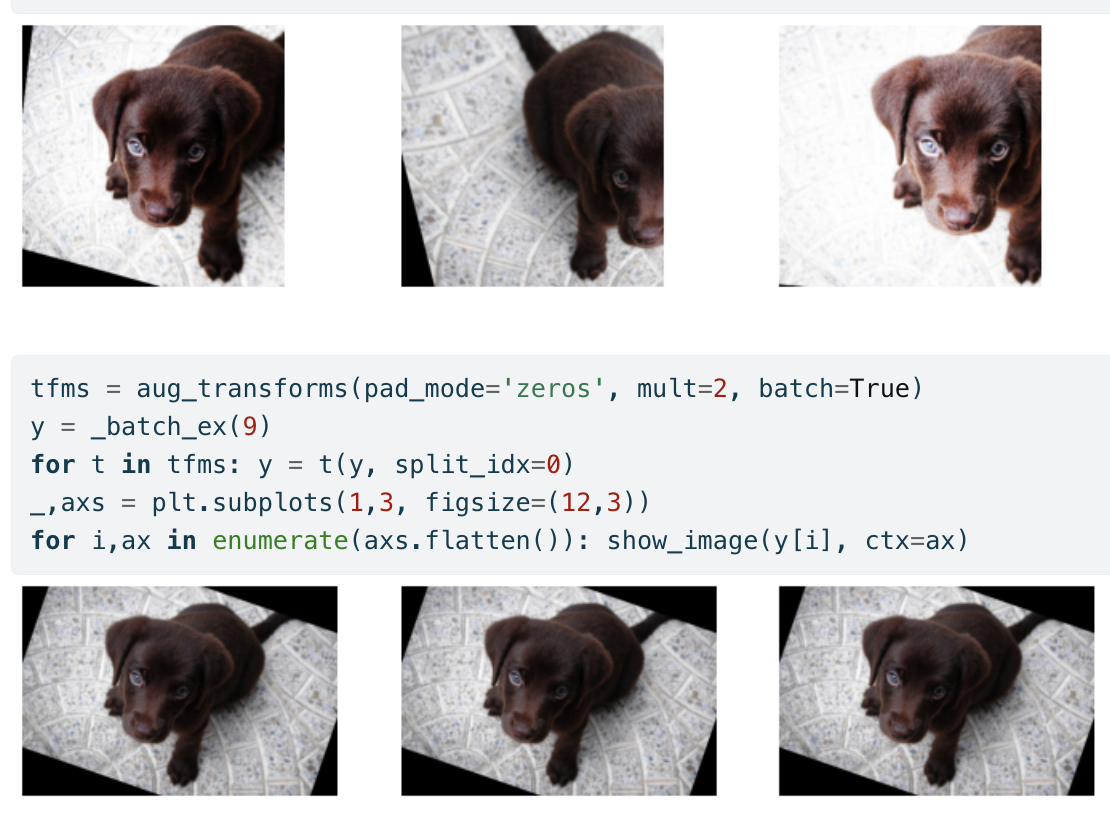 tfms = aug_transforms(pad_mode='zeros', mult=2, batch=True)
y = _batch_ex(9)
for t in tfms: y = t(y, split_idx=0)
_,axs = plt.subplots(1,3, figsize=(12,3))
for i,ax in enumerate(axs.flatten()): show_image(y[i], ctx=ax)